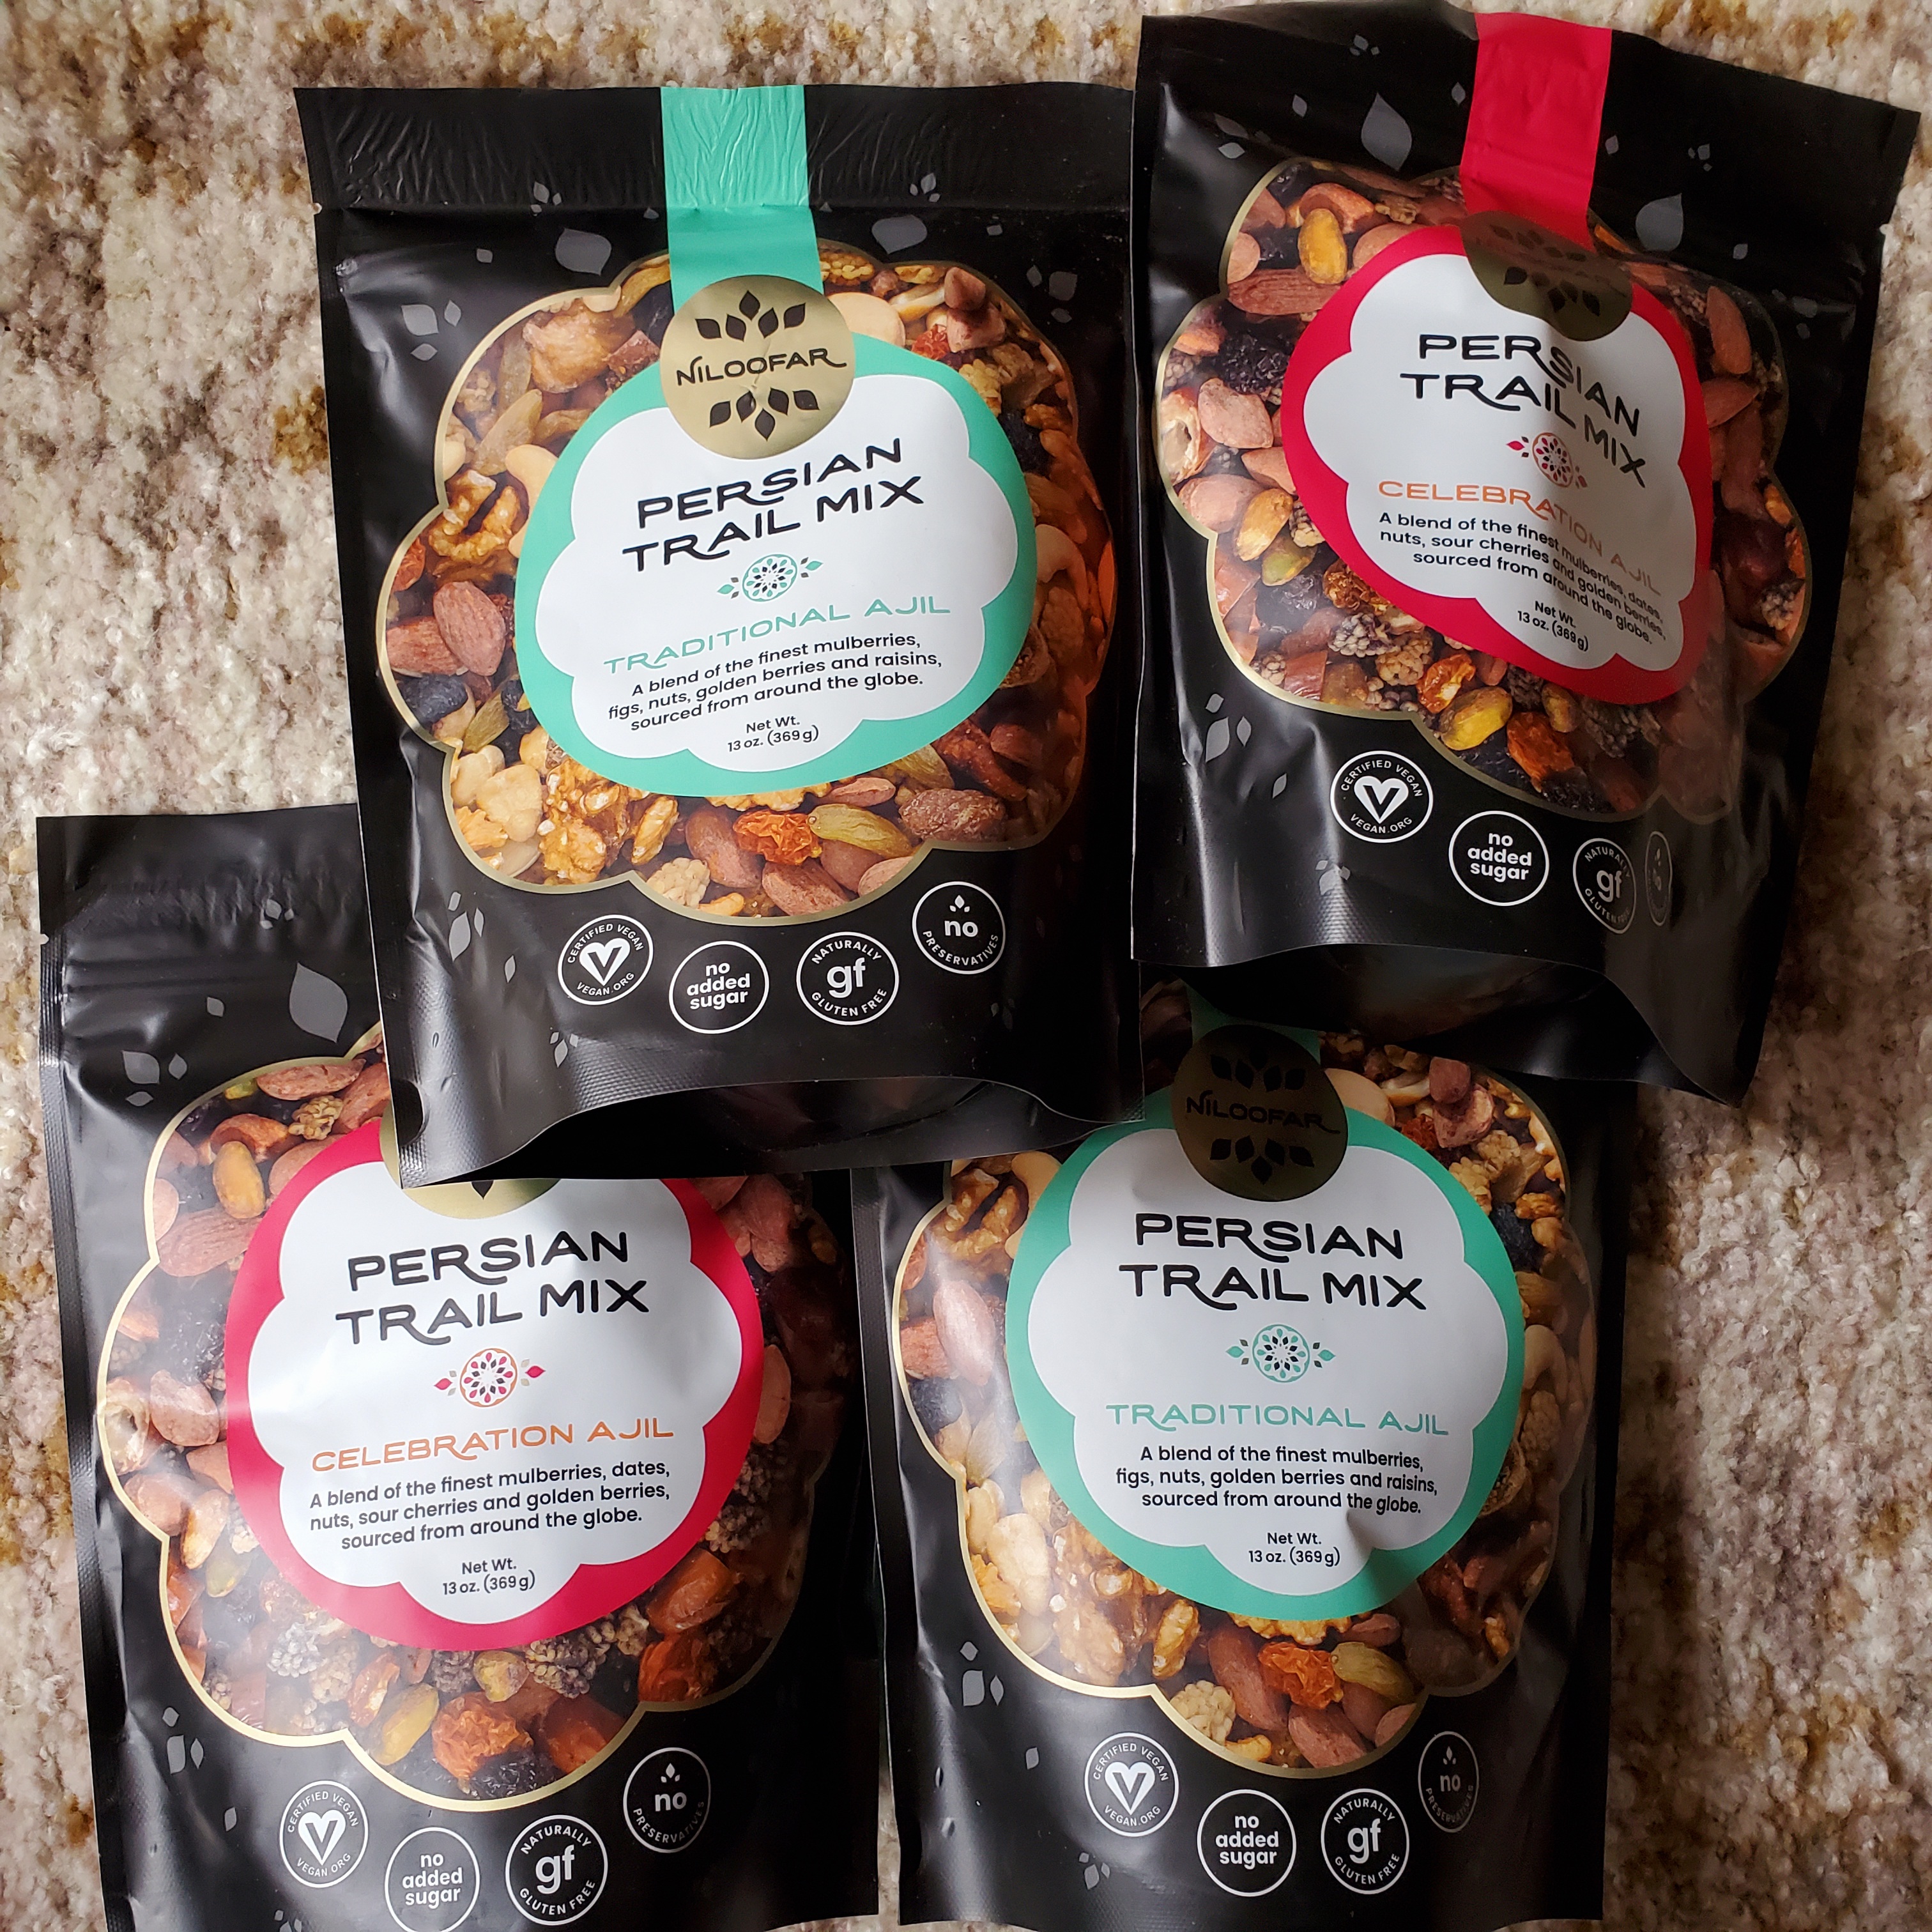 NILOOFAR
PERSIAN
TRAIL MIX
TRADITIONAL AJIL
A blend of the finest mulberries,
figs, nuts, golden berries and raisins,
sourced from around the globe.
Net Wt.
13 oz. (369 g)
CERTIFIED VEGAN
VEGAN.ORG
no
added
sugar
NATURALLY
gf
GLUTEN FREE
no
PRESERVATIVES
PERSIAN
TRAIL MIX
CELEBRATION AJIL
A blend of the finest mulberries, dates,
nuts, sour cherries and golden berries,
sourced from around the globe.
Net Wt.
13 oz. (369 g)
CERTIFIED VEGAN
VEGAN.ORG
no
added
sugar
NATURALLY
gf
GLUTEN FREE
PERSIAN
TRAIL MIX
CELEBRATION AJIL
A blend of the finest mulberries, dates,
nuts, sour cherries and golden berries,
sourced from around the globe.
Net Wt.
13 oz. (369 g)
CERTIFIED VEGAN
VEGAN.ORG
no
added
sugar
NATURALLY
gf
GLUTEN FREE
no
PRESERVATIVES
NILOOFAR
PERSIAN
TRAIL MIX
TRADITIONAL AJIL
A blend of the finest mulberries,
figs, nuts, golden berries and raisins,
sourced from around the globe.
Net Wt.
13 oz. (369 g)
CERTIFIED VEGAN
VEGAN.ORG
no
added
sugar
NATURALLY
gf
GLUTEN FREE
no
PRESERVATIVES